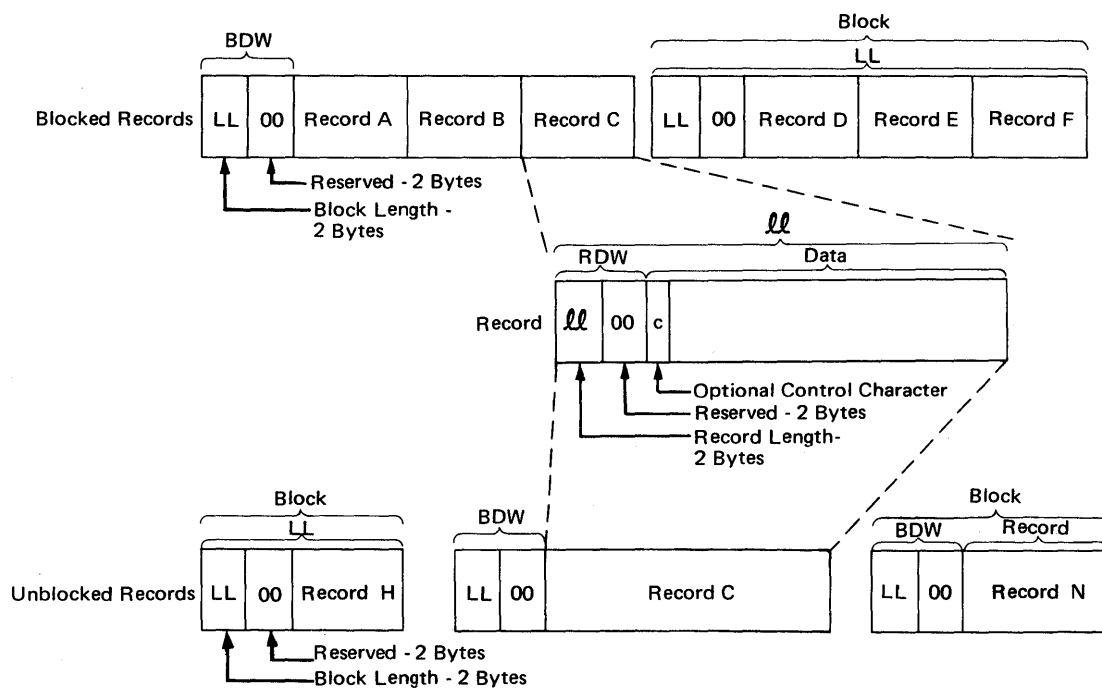 Block
BDW
LL
Blocked Records
LL
00
Record A
Record B
Record C
LL
00
Record D
Record E
Record F
Reserved - 2 Bytes
Block Length -
2 Bytes
ll
RDW
Data
Record
ll
00
c
Optional Control Character
Reserved - 2 Bytes
Record Length-
2 Bytes
Block
LL
BDW
Block
BDW
Record
Unblocked Records
LL
00
Record H
LL
00
Record C
LL
00
Record N
Reserved - 2 Bytes
Block Length - 2 Bytes